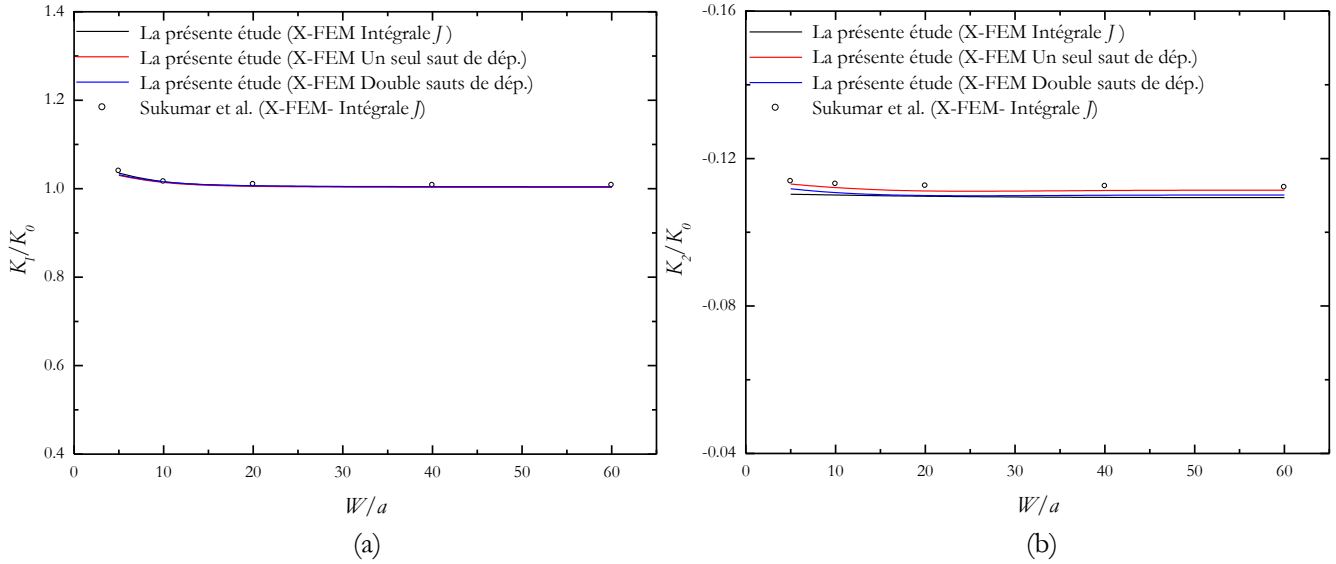 1.4
1.2
1.0
0.8
0.6
0.4
K1/K0
La présente étude (X-FEM Intégrale J )
La présente étude (X-FEM Un seul saut de dép.)
La présente étude (X-FEM Double sauts de dép.)
Sukumar et al. (X-FEM- Intégrale J)
0 10 20 30 40 50 60
W/a
(a)
-0.16
-0.12
-0.08
-0.04
K2/K0
La présente étude (X-FEM Intégrale J )
La présente étude (X-FEM Un seul saut de dép.)
La présente étude (X-FEM Double sauts de dép.)
Sukumar et al. (X-FEM- Intégrale J)
0 10 20 30 40 50 60
W/a
(b)